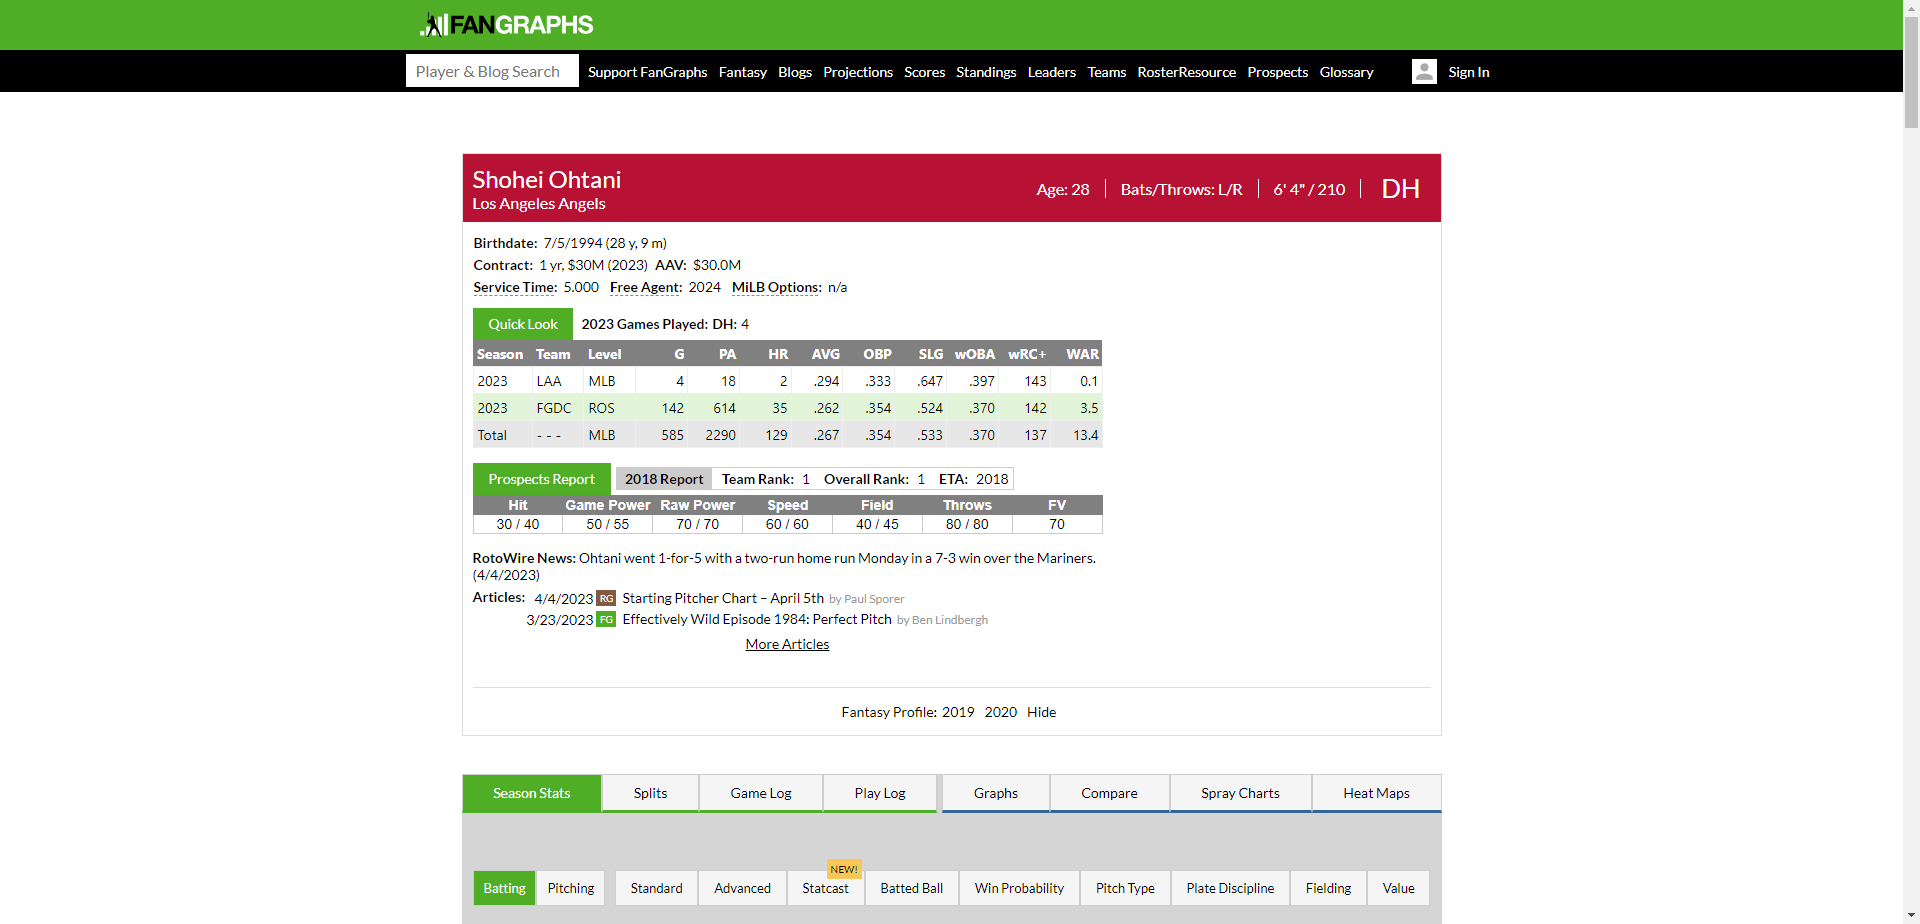 FANGRAPHS
Player & Blog Search Support FanGraphs Fantasy Blogs Projections Scores Standings Leaders Teams RosterResource Prospects Glossary Sign In
Shohei Ohtani
Los Angeles Angels
Age: 28 Bats/Throws: L/R 6' 4" / 210 DH
Birthdate: 7/5/1994 (28 y, 9 m)
Contract: 1 yr, $30M (2023) AAV: $30.0M
Service Time: 5.000 Free Agent: 2024 MiLB Options: n/a
Quick Look 2023 Games Played: DH: 4
Season Team Level G PA HR AVG OBP SLG wOBA wRC+ WAR
2023 LAA MLB 4 18 2 .294 .333 .647 .397 143 0.1
2023 FGDC ROS 142 614 35 .262 .354 .524 .370 142 3.5
Total - - - MLB 585 2290 129 .267 .354 .533 .370 137 13.4
Prospects Report 2018 Report Team Rank: 1 Overall Rank: 1 ETA: 2018
Hit Game Power Raw Power Speed Field Throws FV
30 / 40 50 / 55 70 / 70 60 / 60 40 / 45 80 / 80 70
RotoWire News: Ohtani went 1-for-5 with a two-run home run Monday in a 7-3 win over the Mariners.
(4/4/2023)
Articles: 4/4/2023 RG Starting Pitcher Chart – April 5th by Paul Sporer
3/23/2023 FG Effectively Wild Episode 1984: Perfect Pitch by Ben Lindbergh
More Articles
Fantasy Profile: 2019 2020 Hide
Season Stats Splits Game Log Play Log Graphs Compare Spray Charts Heat Maps
NEW!
Batting Pitching Standard Advanced Statcast Batted Ball Win Probability Pitch Type Plate Discipline Fielding Value